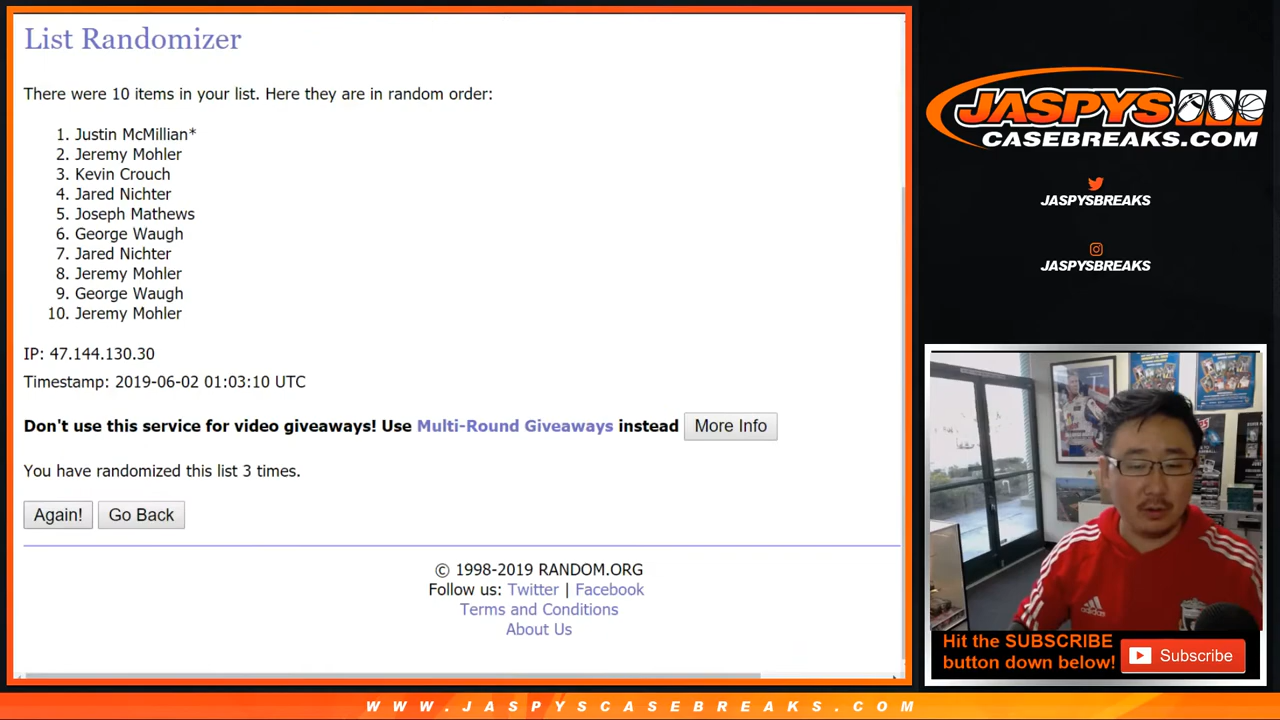 List Randomizer
There were 10 items in your list. Here they are in random order:
1. Justin McMillian*
2. Jeremy Mohler
3. Kevin Crouch
4. Jared Nichter
5. Joseph Mathews
6. George Waugh
7. Jared Nichter
8. Jeremy Mohler
9. George Waugh
10. Jeremy Mohler
IP: 47.144.130.30
Timestamp: 2019-06-02 01:03:10 UTC
Don't use this service for video giveaways! Use Multi-Round Giveaways instead More Info
You have randomized this list 3 times.
Again! Go Back
© 1998-2019 RANDOM.ORG
Follow us: Twitter | Facebook
Terms and Conditions
About Us
JASPYS
CASEBREAKS.COM
JASPYSBREAKS
JASPYSBREAKS
adidas
Hit the SUBSCRIBE
button down below!
Subscribe
WWW.JASPYSCASEBREAKS.COM